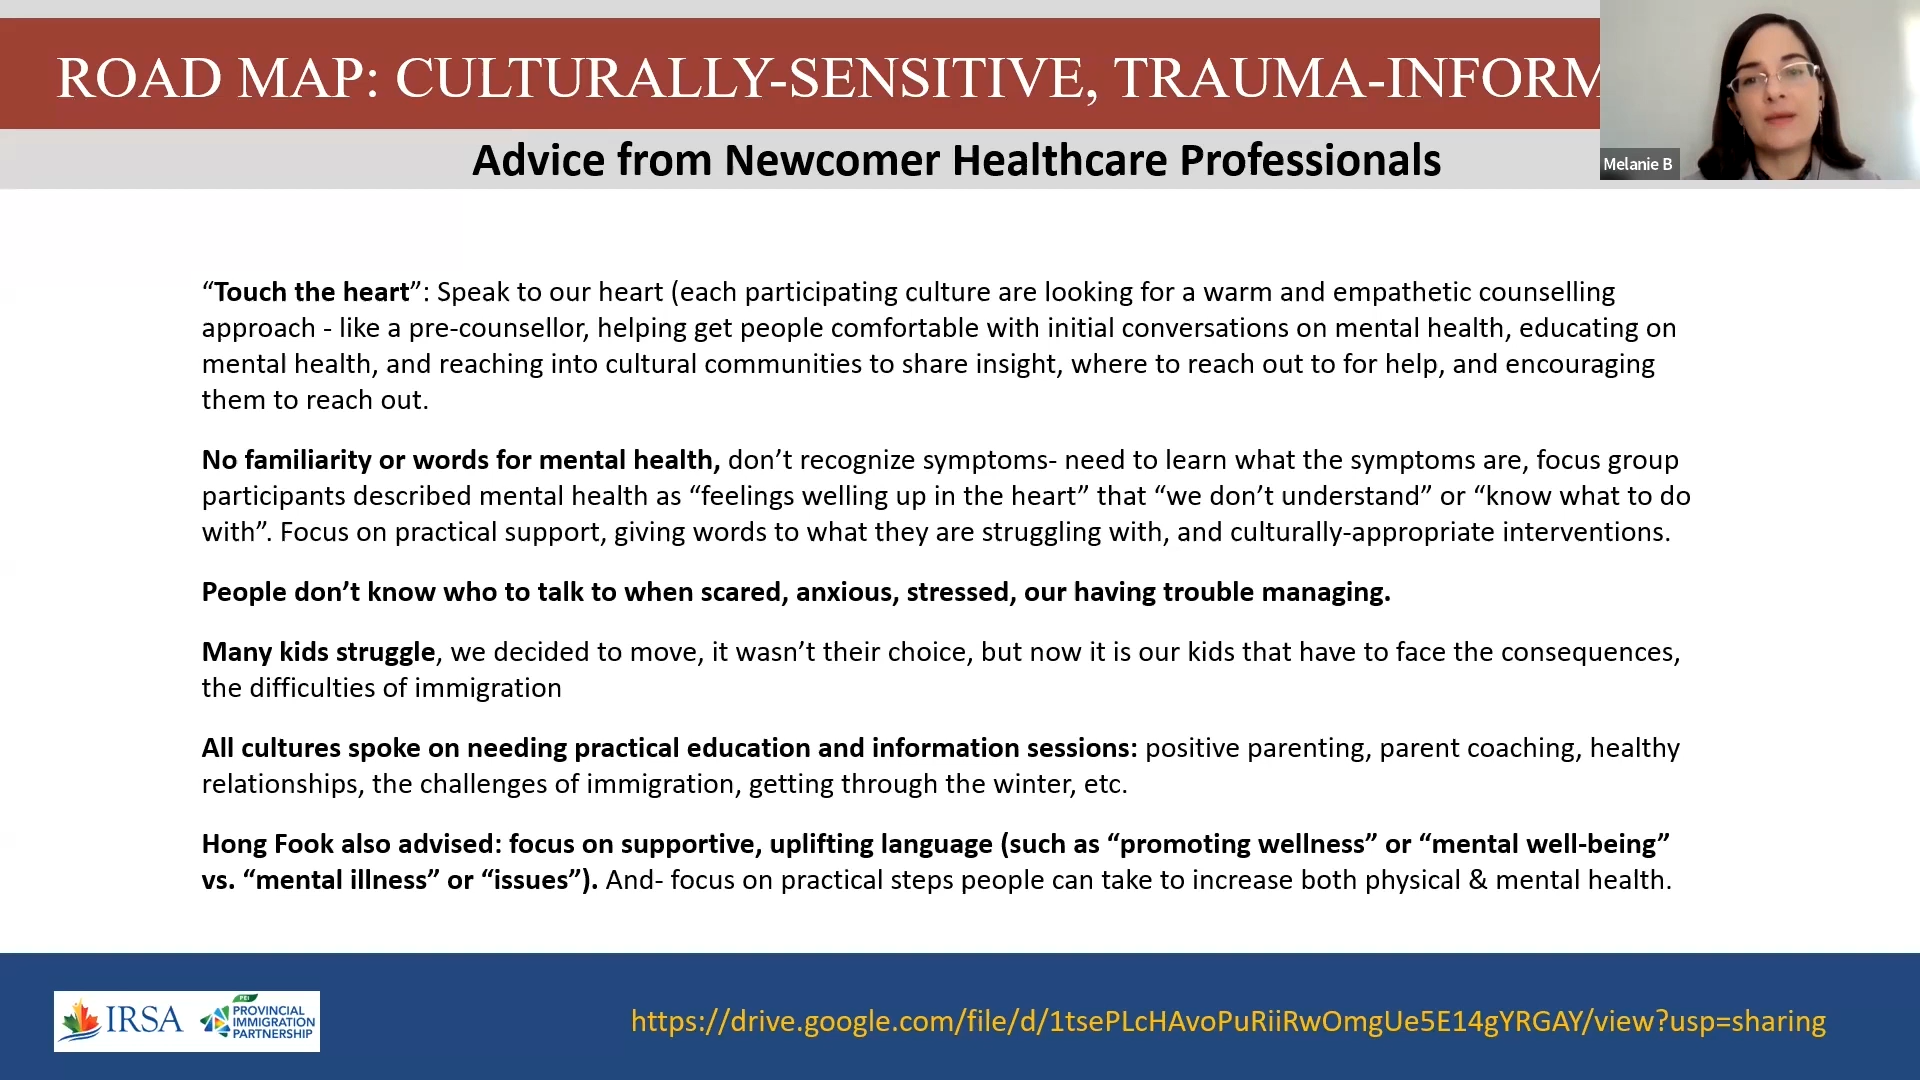 ROAD MAP: CULTURALLY-SENSITIVE, TRAUMA-INFORM
Melanie B
Advice from Newcomer Healthcare Professionals
“Touch the heart”: Speak to our heart (each participating culture are looking for a warm and empathetic counselling
approach - like a pre-counsellor, helping get people comfortable with initial conversations on mental health, educating on
mental health, and reaching into cultural communities to share insight, where to reach out to for help, and encouraging
them to reach out.
No familiarity or words for mental health, don’t recognize symptoms- need to learn what the symptoms are, focus group
participants described mental health as “feelings welling up in the heart” that “we don’t understand” or “know what to do
with”. Focus on practical support, giving words to what they are struggling with, and culturally-appropriate interventions.
People don’t know who to talk to when scared, anxious, stressed, our having trouble managing.
Many kids struggle, we decided to move, it wasn’t their choice, but now it is our kids that have to face the consequences,
the difficulties of immigration
All cultures spoke on needing practical education and information sessions: positive parenting, parent coaching, healthy
relationships, the challenges of immigration, getting through the winter, etc.
Hong Fook also advised: focus on supportive, uplifting language (such as “promoting wellness” or “mental well-being”
vs. “mental illness” or “issues”). And- focus on practical steps people can take to increase both physical & mental health.
IRSA
PEI
PROVINCIAL
IMMIGRATION
PARTNERSHIP
https://drive.google.com/file/d/1tsePLcHAvoPuRiiRwOmgUe5E14gYRGAY/view?usp=sharing